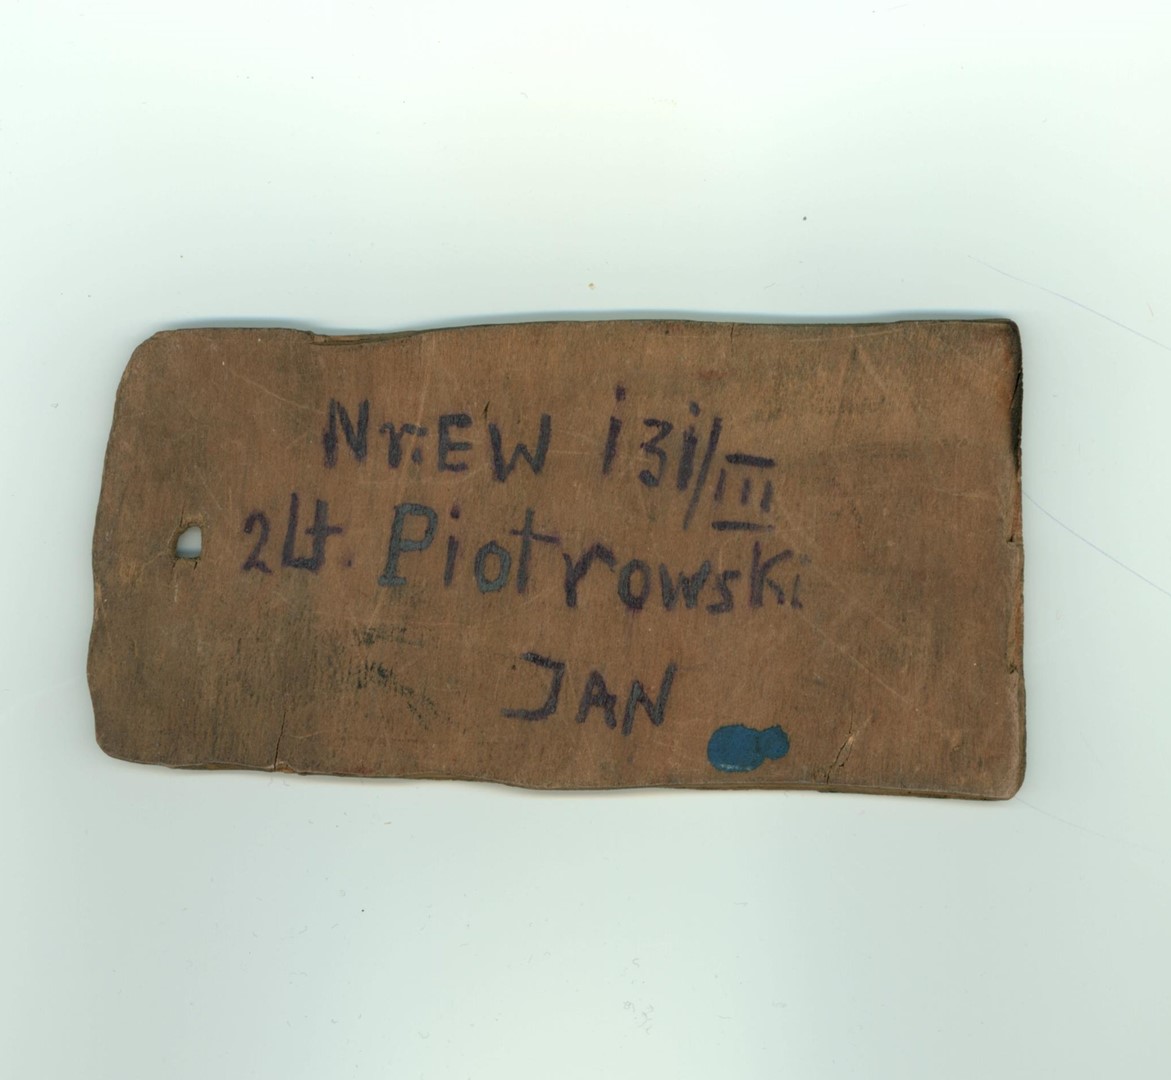 Nr. EW 131/III
2Lt. Piotrowski
JAN